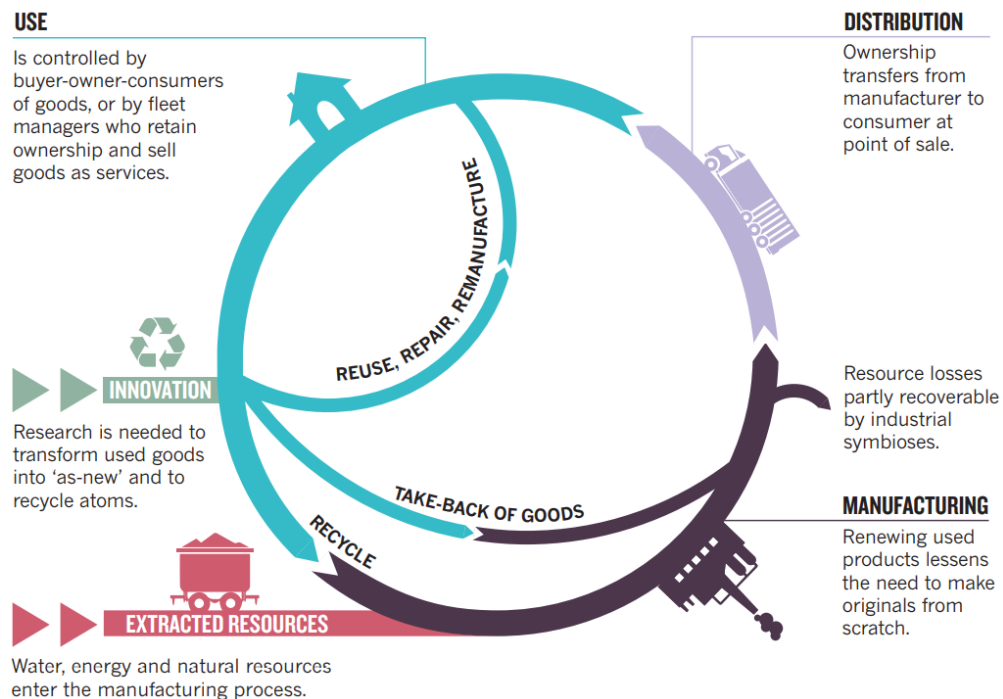 USE
Is controlled by
buyer-owner-consumers
of goods, or by fleet
managers who retain
ownership and sell
goods as services.
DISTRIBUTION
Ownership
transfers from
manufacturer to
consumer at
point of sale.
REUSE, REPAIR, REMANUFACTURE
INNOVATION
Research is needed to
transform used goods
into ‘as-new’ and to
recycle atoms.
Resource losses
partly recoverable
by industrial
symbioses.
TAKE-BACK OF GOODS
RECYCLE
MANUFACTURING
Renewing used
products lessens
the need to make
originals from
scratch.
EXTRACTED RESOURCES
Water, energy and natural resources
enter the manufacturing process.